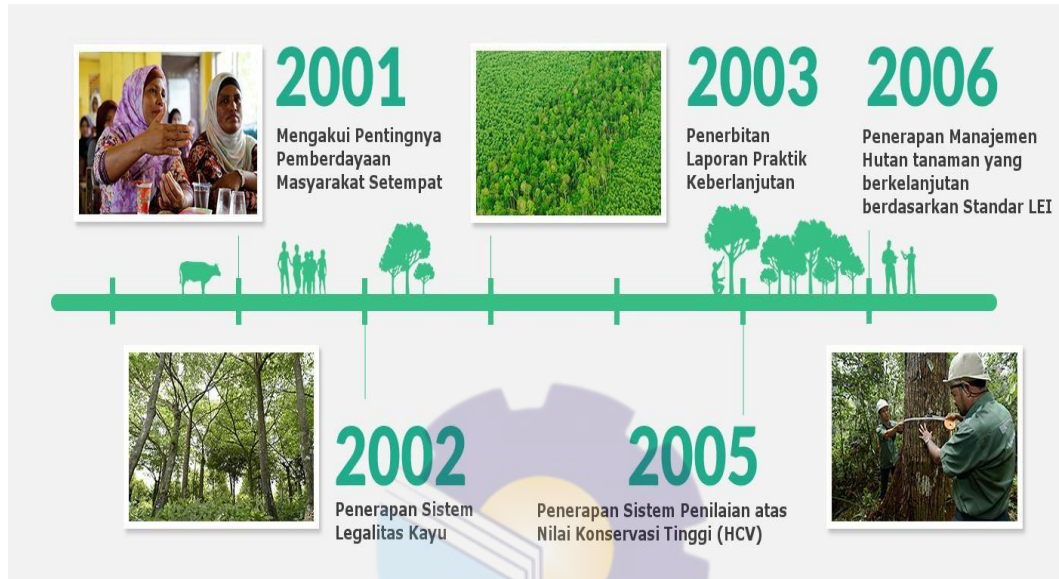 2001
Mengakui Pentingnya
Pemberdayaan
Masyarakat Setempat
2002
Penerapan Sistem
Legalitas Kayu
2003
Penerbitan
Laporan Praktik
Keberlanjutan
2005
Penerapan Sistem Penilaian atas
Nilai Konservasi Tinggi (HCV)
2006
Penerapan Manajemen
Hutan tanaman yang
berkelanjutan
berdasarkan Standar LEI